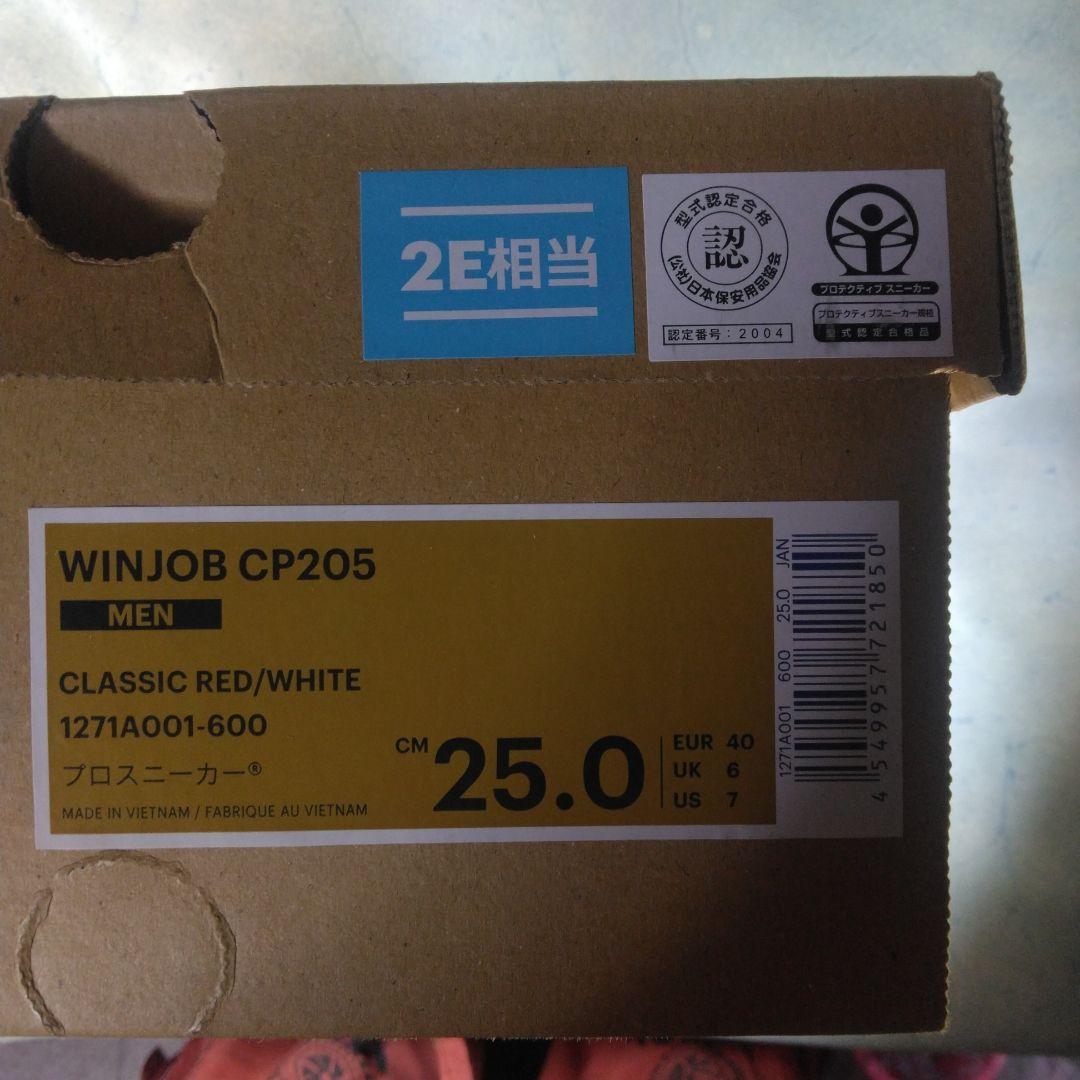 2E相当
型式認定合格
認
(公社)日本保安用品協会
認定番号:2004
プロテクティブ スニーカー
プロテクティブスニーカー規格
型式認定合格品
WINJOB CP205
MEN
CLASSIC RED/WHITE
1271A001-600
プロスニーカー®
MADE IN VIETNAM / FABRIQUE AU VIETNAM
CM 25.0
EUR 40
UK 6
US 7
1271A001 600 25.0 JAN
4549957721850